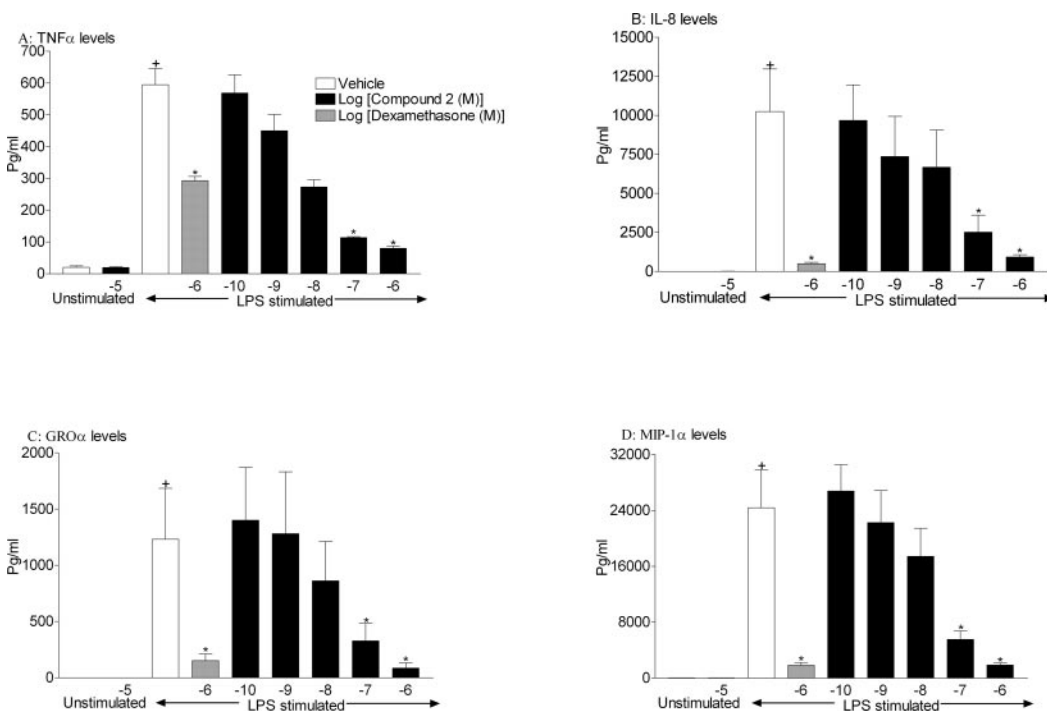 A: TNFα levels
700
600
500
400
300
200
100
0
Pg/ml
+
*
*
*
Vehicle
Log [Compound 2 (M)]
Log [Dexamethasone (M)]
-5 -6 -10 -9 -8 -7 -6
Unstimulated LPS stimulated
B: IL-8 levels
15000
12500
10000
7500
5000
2500
0
Pg/ml
+
*
*
*
-5 -6 -10 -9 -8 -7 -6
Unstimulated LPS stimulated
C: GROα levels
2000
1500
1000
500
0
Pg/ml
+
*
*
*
-5 -6 -10 -9 -8 -7 -6
Unstimulated LPS stimulated
D: MIP-1α levels
32000
24000
16000
8000
0
Pg/ml
+
*
*
*
-5 -6 -10 -9 -8 -7 -6
Unstimulated LPS stimulated